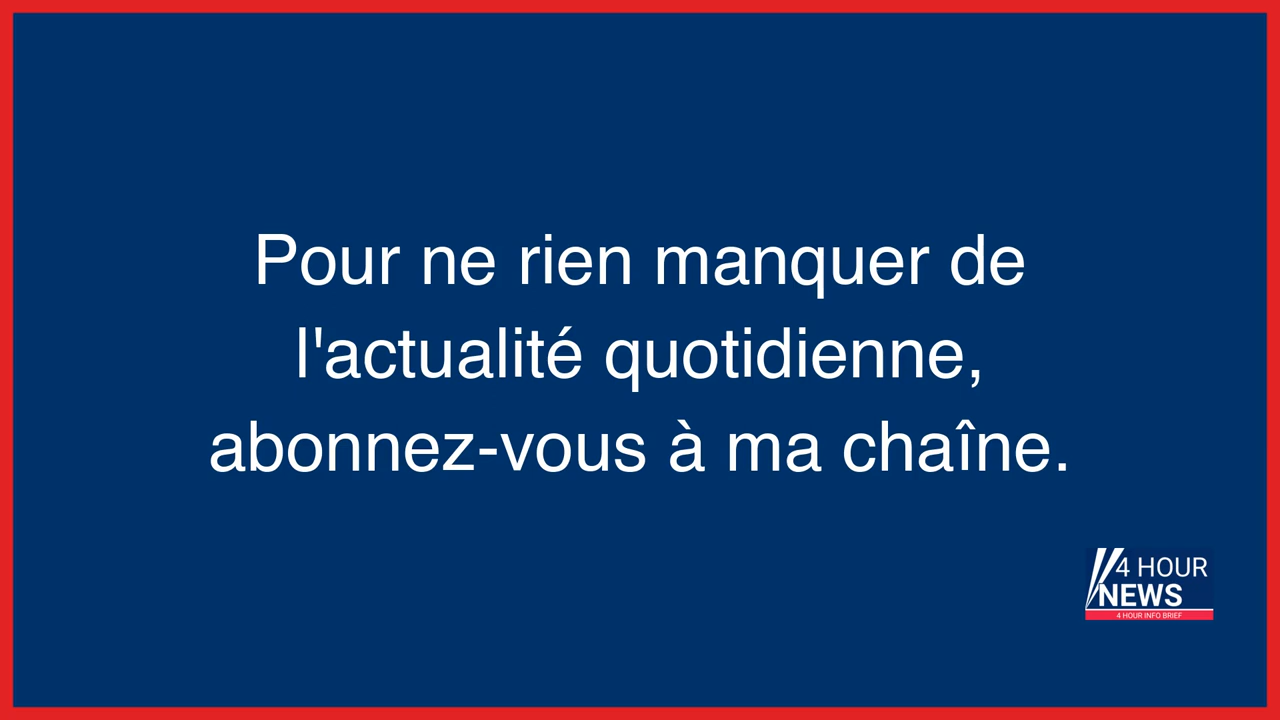 Pour ne rien manquer de
l'actualité quotidienne,
abonnez-vous à ma chaîne.
4 HOUR
NEWS
4 HOUR INFO BRIEF